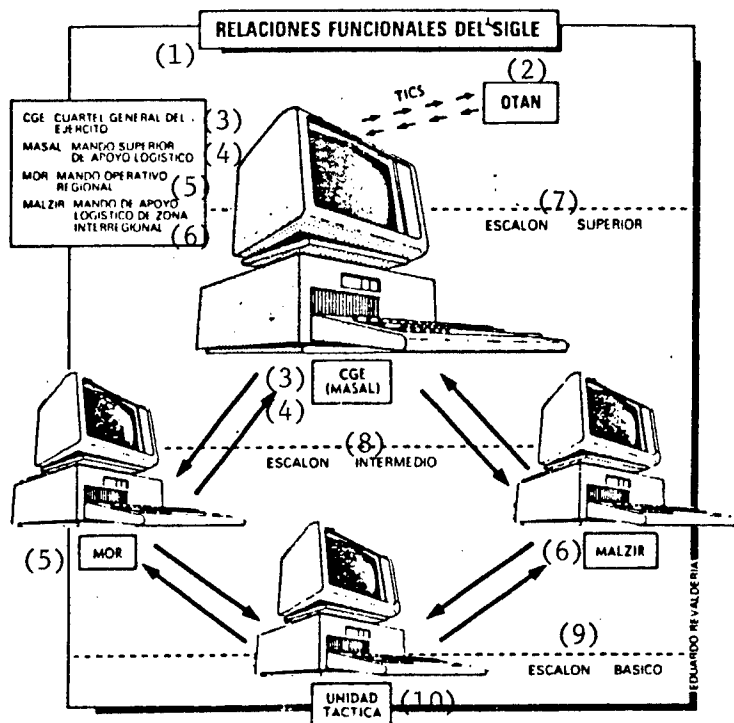 RELACIONES FUNCIONALES DEL SIGLE
(1)
(2)
TICS
OTAN
CGE CUARTEL GENERAL DEL
EJERCITO (3)
MASAL MANDO SUPERIOR
DE APOYO LOGISTICO (4)
MOR MANDO OPERATIVO
REGIONAL (5)
MALZIR MANDO DE APOYO
LOGISTICO DE ZONA
INTERREGIONAL (6)
(7)
ESCALON SUPERIOR
(3) CGE
(MASAL)
(4)
(8)
ESCALON INTERMEDIO
(5) MOR
(6) MALZIR
(9)
ESCALON BASICO
UNIDAD
TACTICA (10)
EDUARDO REVALDERIA